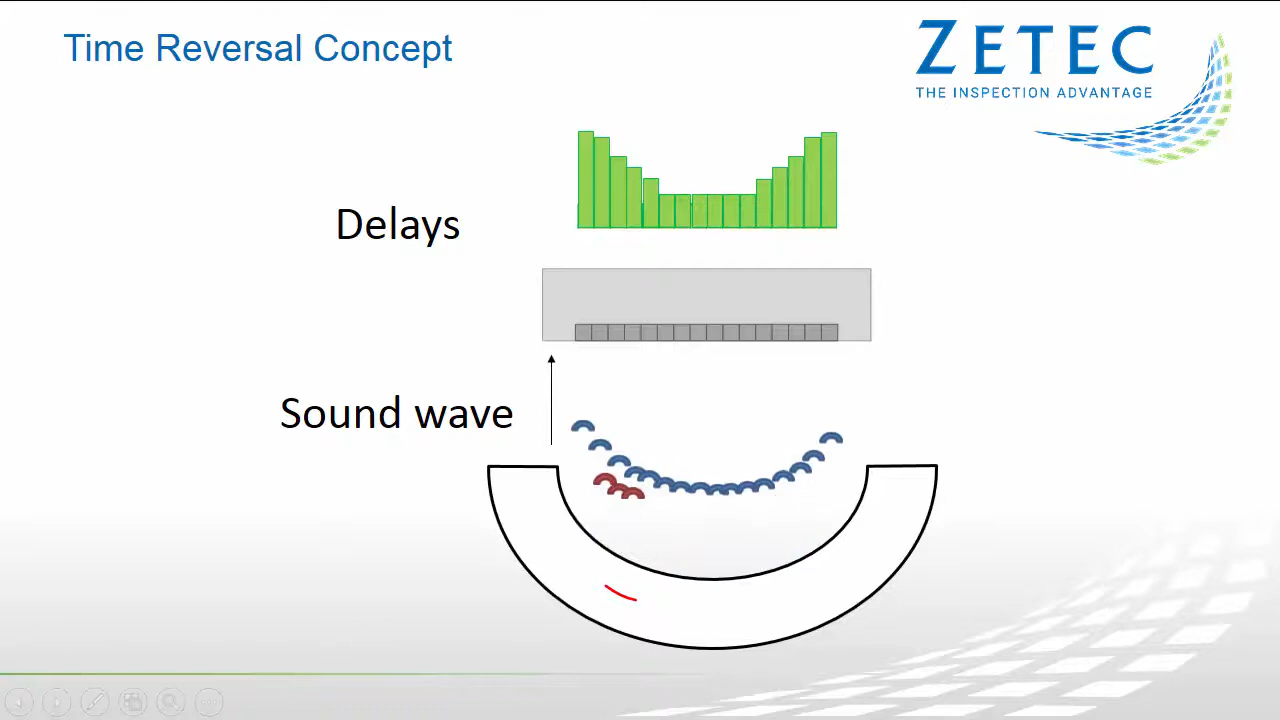 Time Reversal Concept
ZETEC
THE INSPECTION ADVANTAGE
Delays
Sound wave